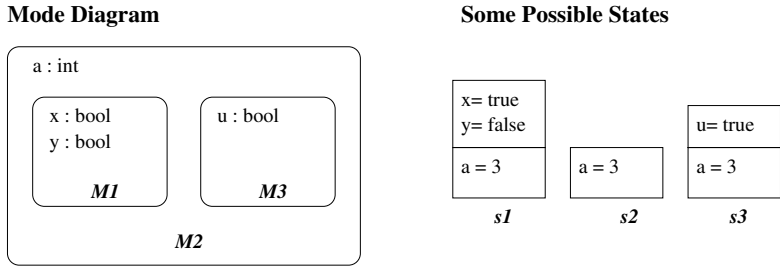 Mode Diagram
a : int
x : bool
y : bool
M1
u : bool
M3
M2
Some Possible States
x= true
y= false
a = 3
s1
a = 3
s2
u= true
a = 3
s3